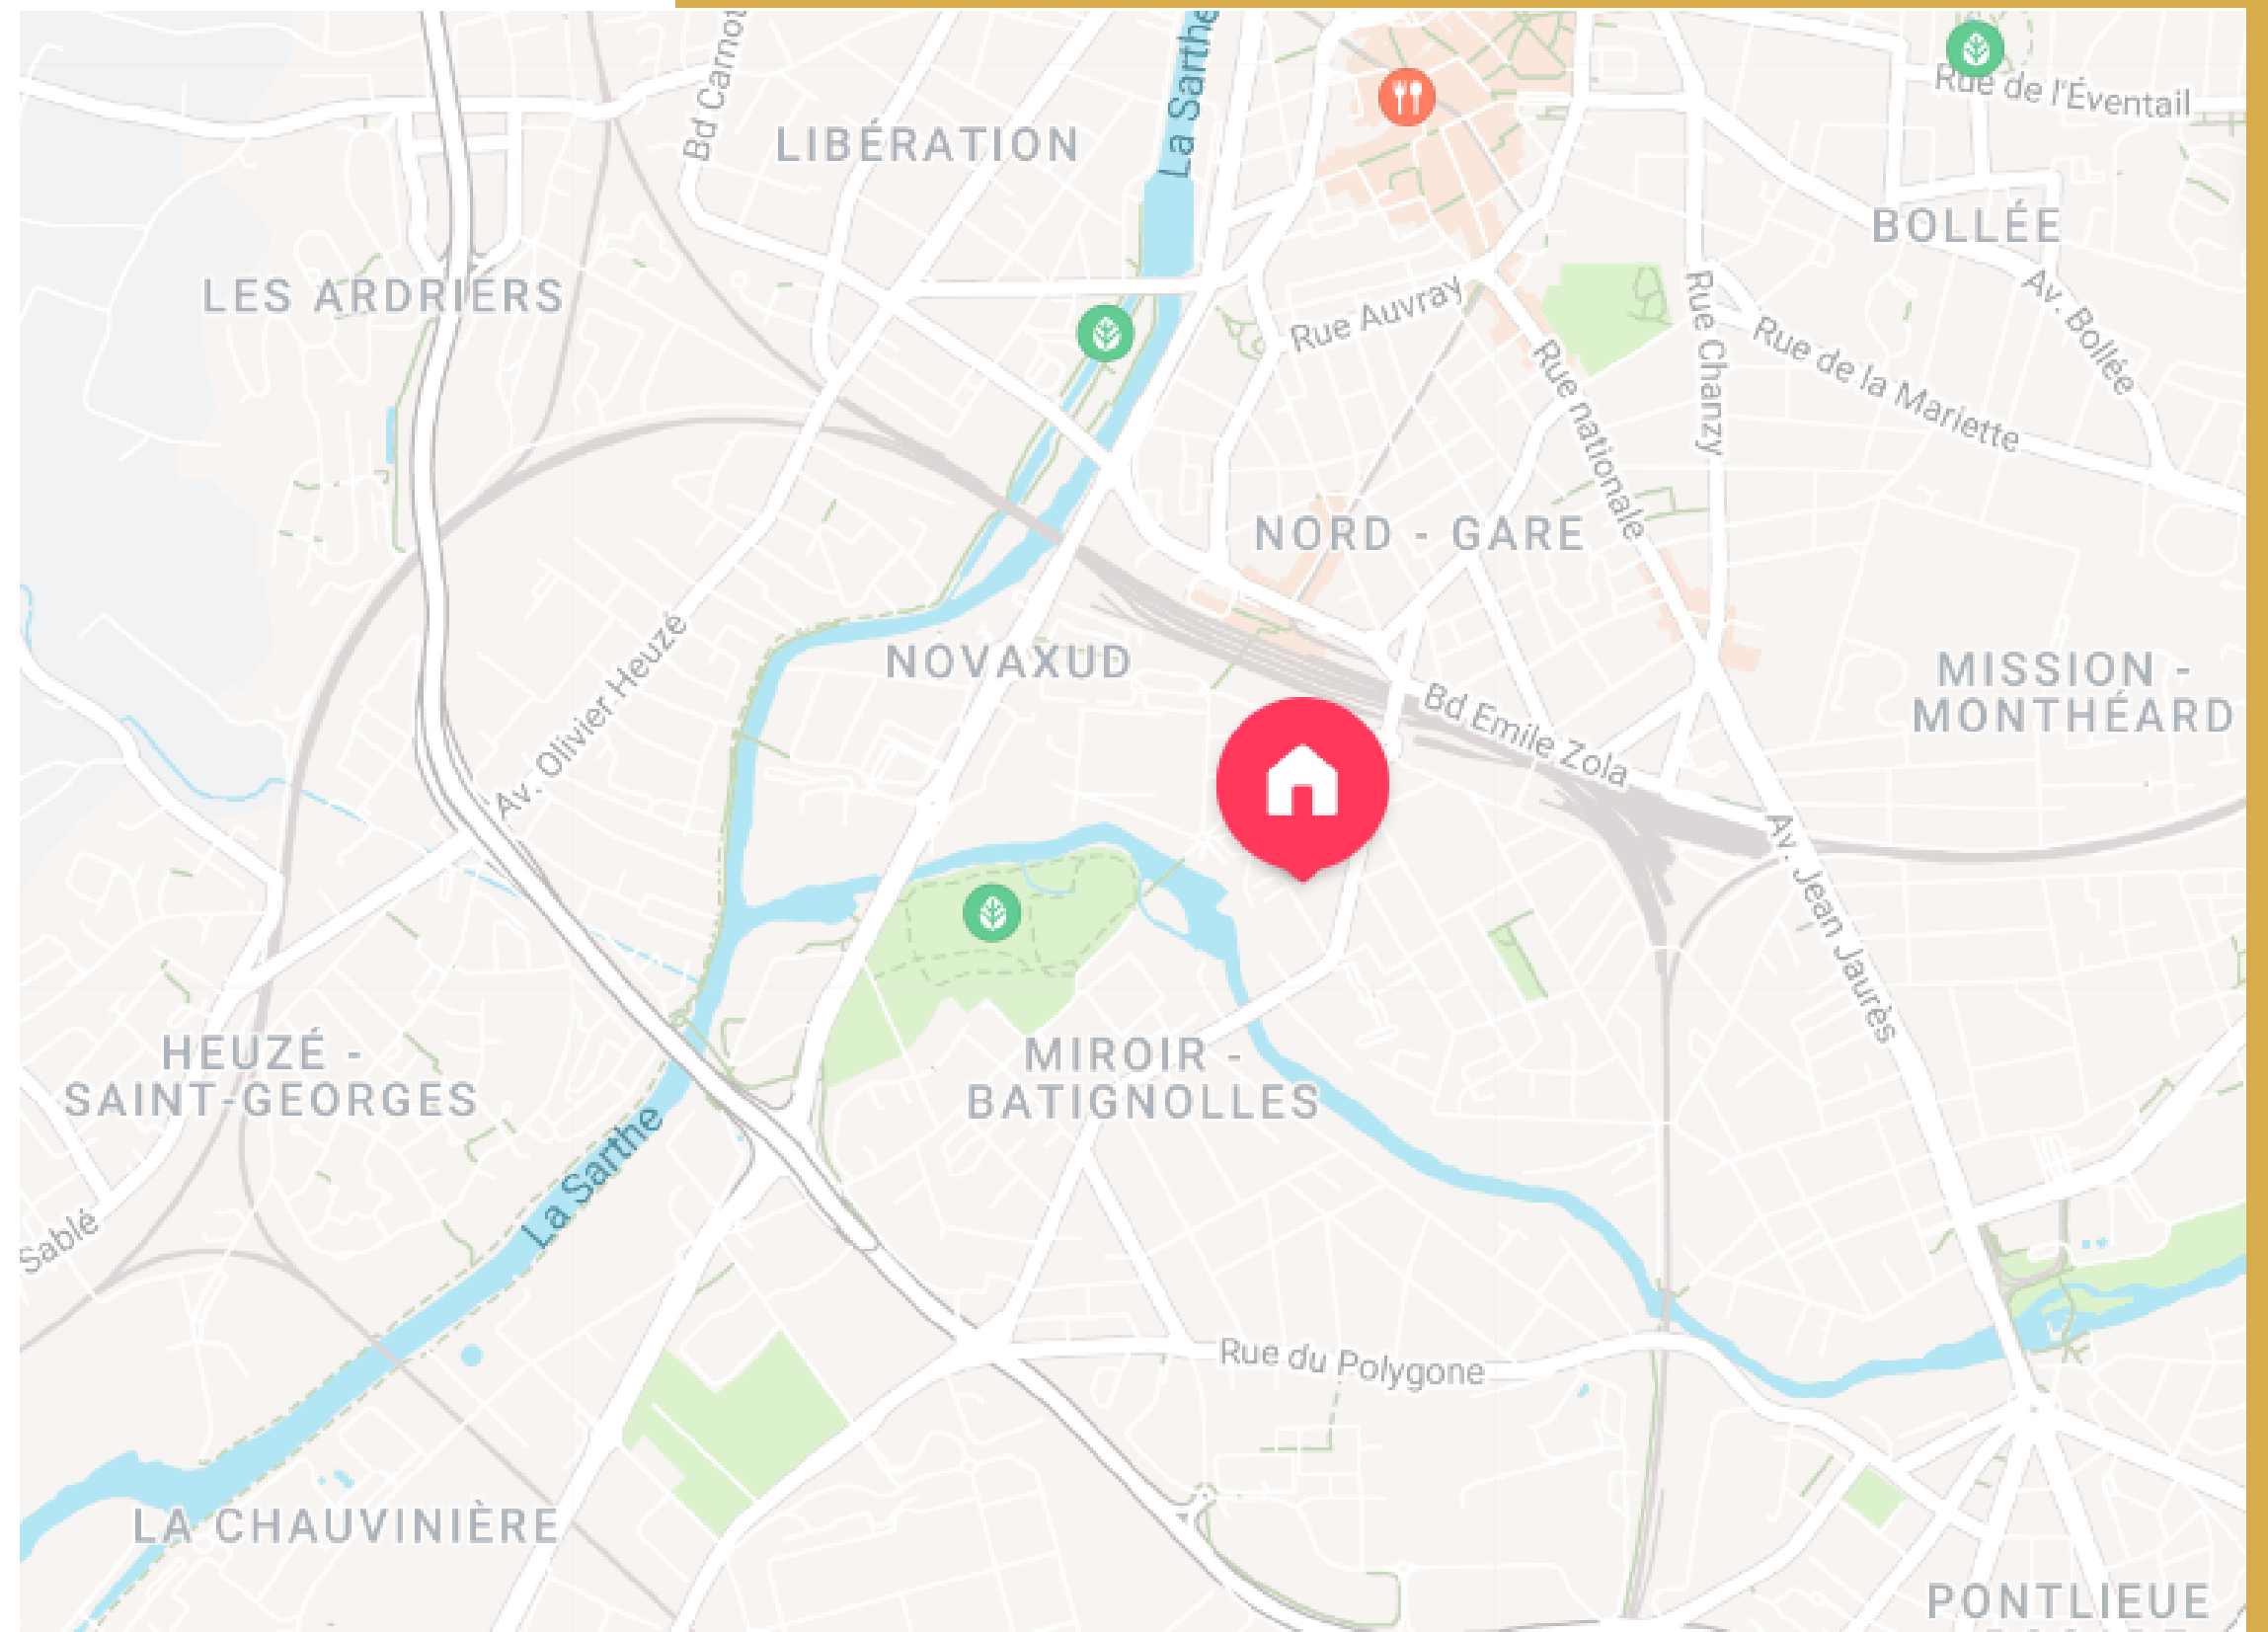 Bd Carnot
La Sarthe
Rue de l'Éventail
LIBÉRATION
BOLLÉE
LES ARDRIERS
Rue Auvray
Rue Chanzy
Av. Bollée
Rue de la Mariette
Rue nationale
NORD - GARE
NOVAXUD
Av. Olivier Heuzé
MISSION -
MONTHÉARD
Bd Emile Zola
Av. Jean Jaurès
HEUZÉ -
SAINT-GEORGES
MIROIR -
BATIGNOLLES
La Sarthe
Sablé
Rue du Polygone
LA CHAUVINIÈRE
PONTLIEUE